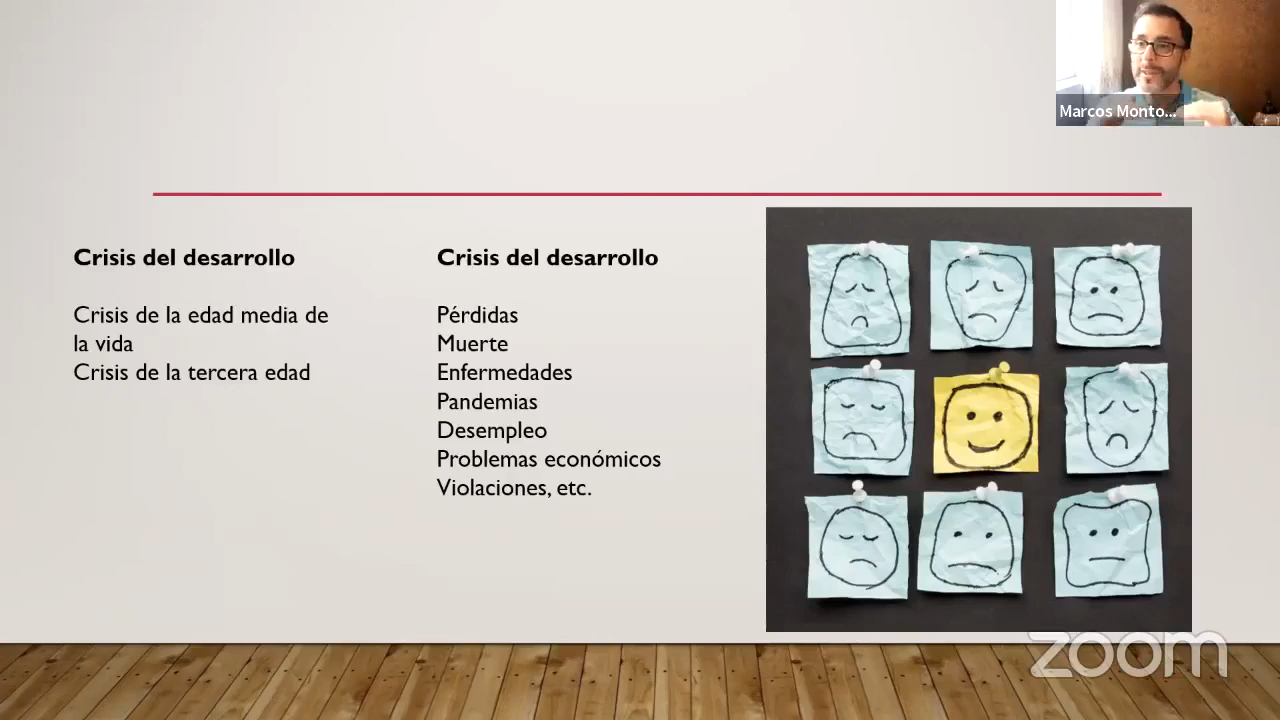 Marcos Monto...
Crisis del desarrollo
Crisis de la edad media de
la vida
Crisis de la tercera edad
Crisis del desarrollo
Pérdidas
Muerte
Enfermedades
Pandemias
Desempleo
Problemas económicos
Violaciones, etc.
zoom